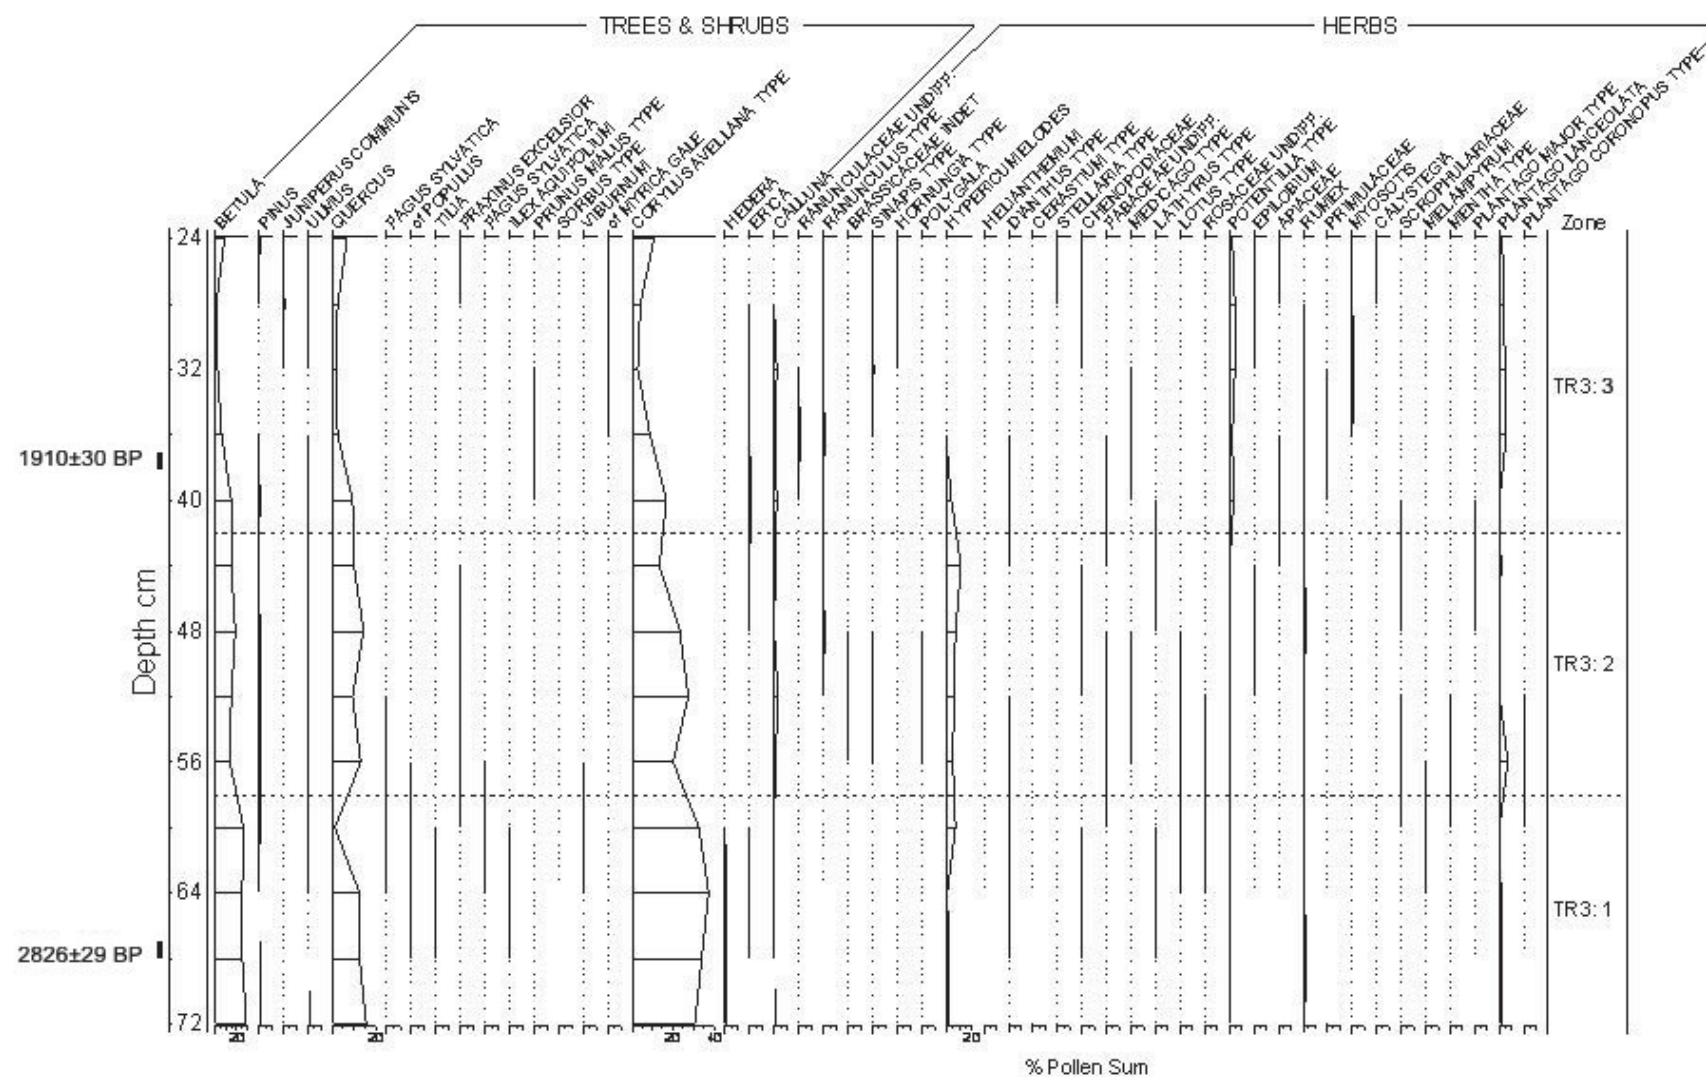 TREES & SHRUBS
HERBS
BETULA
PINUS
JUNIPERUS COMMUNIS
ULMUS
QUERCUS
FAGUS SYLVATICA
cf POPULUS
TILIA
FRAXINUS EXCELSIOR
FAGUS SYLVATICA
ILEX AQUIFOLIUM
PRUNUS MALUS TYPE
SORBUS TYPE
VIBURNUM
cf MYRICA GALE
CORYLUS AVELLANA TYPE
HEDERA
ERICA
CALLUNA
RANUNCULACEAE UNDIFF.
RANUNCULUS TYPE
BRASSICACEAE INDET
SINAPIS TYPE
HORNUNGIA TYPE
POLYGALA
HYPERICUM ELODES
HELIANTHEMUM
DIANTHUS TYPE
CERASTIUM TYPE
STELLARIA TYPE
CHENOPODIACEAE
FABACEAE UNDIFF.
MEDICAGO TYPE
LATHYRUS TYPE
LOTUS TYPE
ROSACEAE UNDIFF.
POTENTILLA TYPE
EPILOBIUM
APIACEAE
RUMEX
PRIMULACEAE
MYOSOTIS
CALYSTEGIA
SCROPHULARIACEAE
MELAMPYRUM
MENTHA TYPE
PLANTAGO MAJOR TYPE
PLANTAGO LANCEOLATA
PLANTAGO CORONOPUS TYPE
Zone
24
32
TR3: 3
1910±30 BP
40
Depth cm
48
TR3: 2
56
64
TR3: 1
2826±29 BP
72
20 20 20 40 20
% Pollen Sum